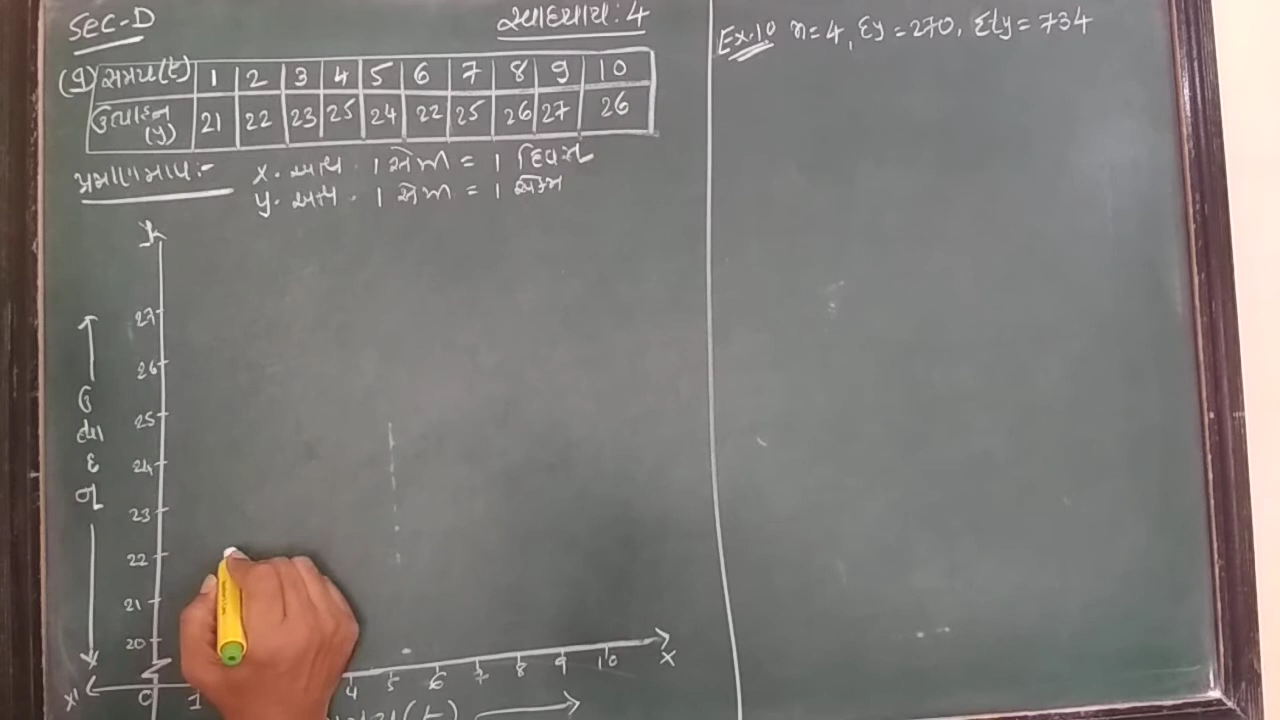 SEC-D
સ્વાધ્યાય: 4
(9) સમય(t) 1 2 3 4 5 6 7 8 9 10
ઉત્પાદન (y) 21 22 23 25 24 22 25 26 27 26
પ્રમાણમાપ:-
X- અક્ષ . 1 સેમી = 1 દિવસ
y- અક્ષ . 1 સેમી = 1 એકમ
y
27
26
25
24
23
22
21
20
ઉત્પાદન
x' 0 1 4 5 6 7 8 9 10 X
(t)
Ex.10 n=4, Σy = 270, Σty = 734